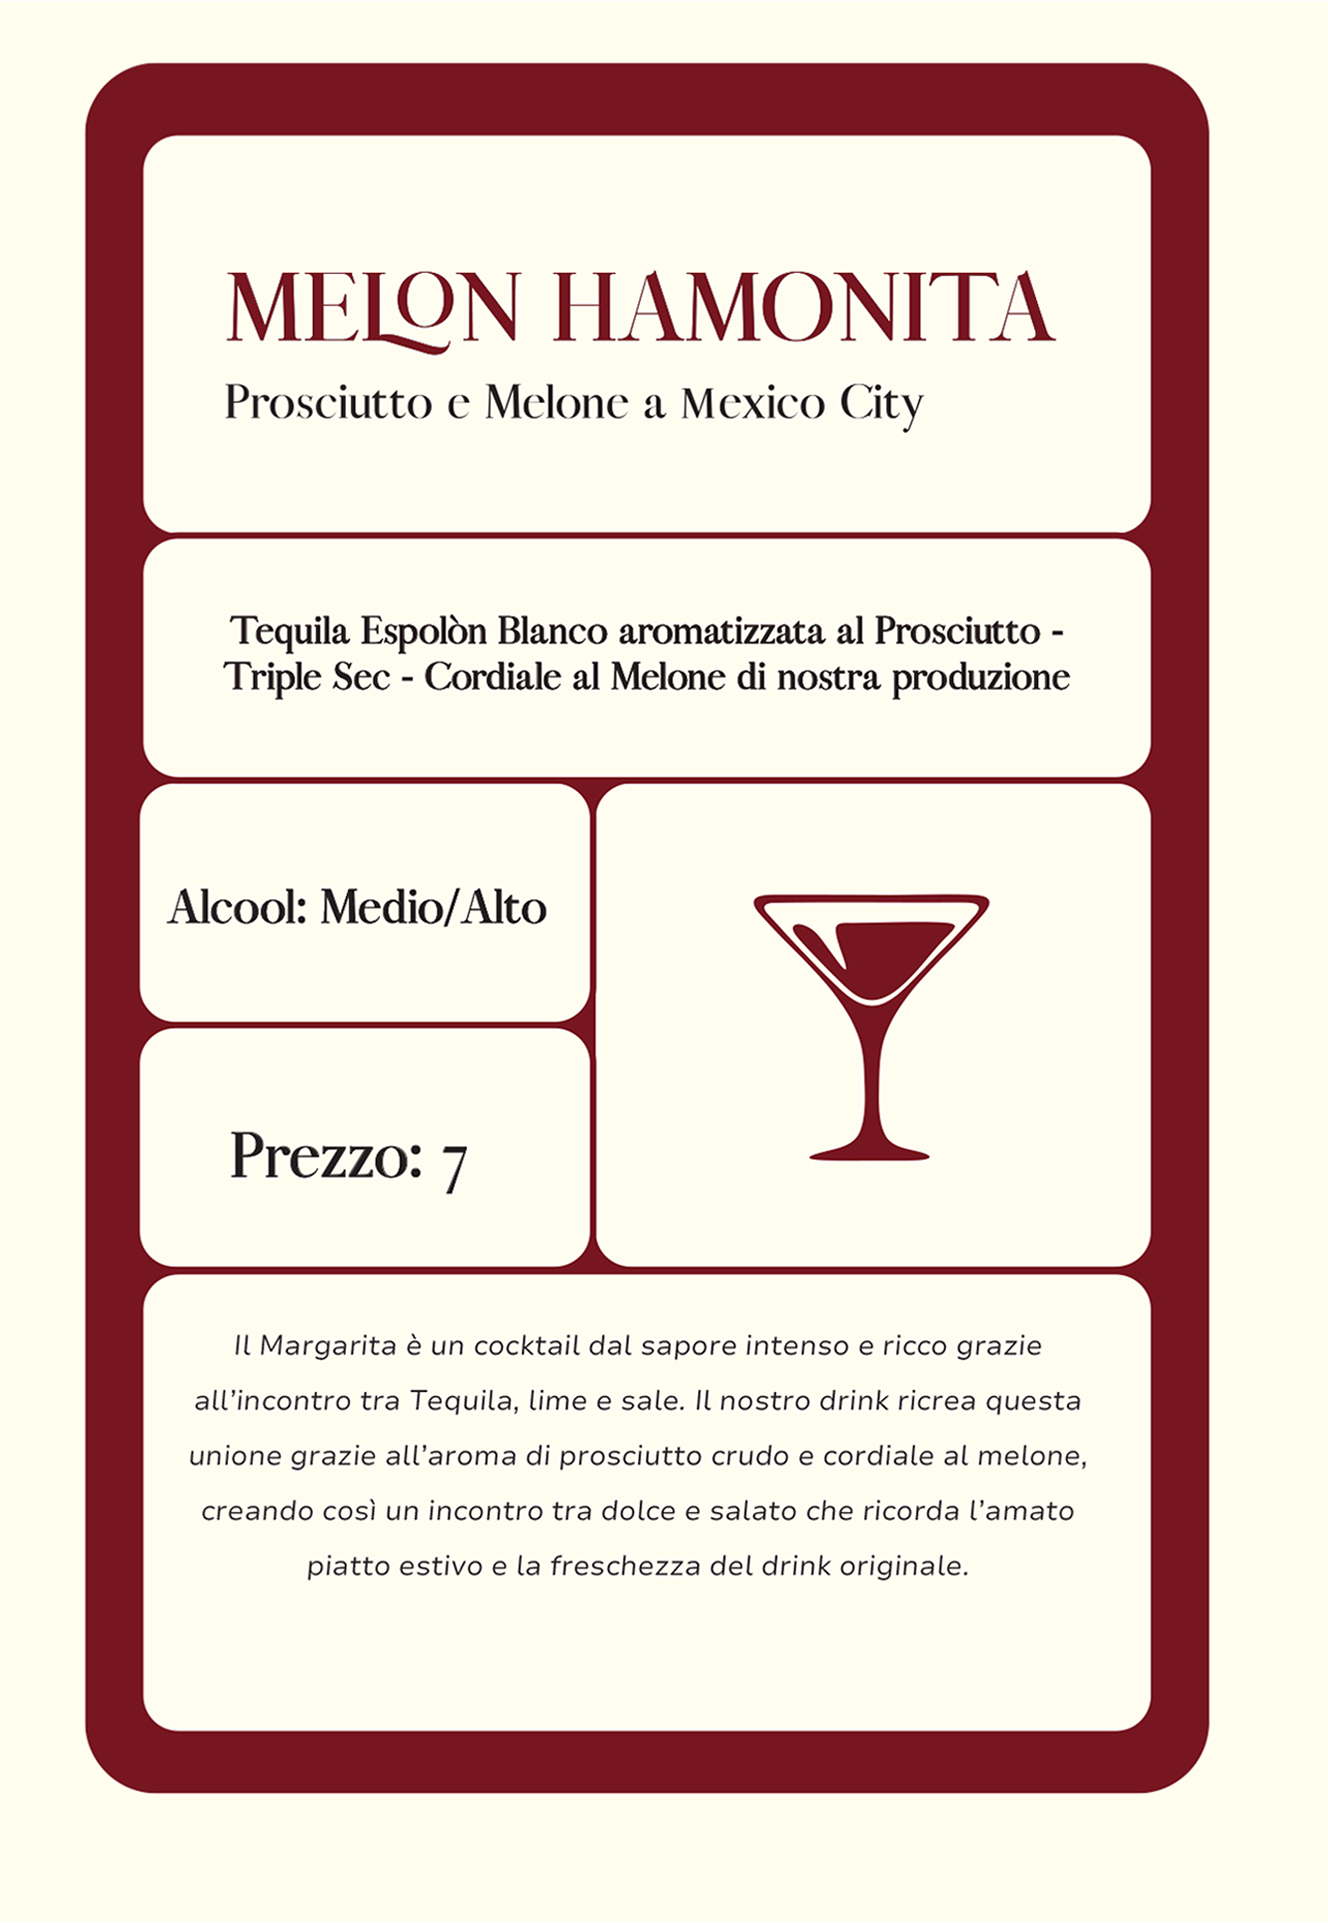 MELON HAMONITA
Prosciutto e Melone a Mexico City
Tequila Espolòn Blanco aromatizzata al Prosciutto -
Triple Sec - Cordiale al Melone di nostra produzione
Alcool: Medio/Alto
Prezzo: 7
Il Margarita è un cocktail dal sapore intenso e ricco grazie
all’incontro tra Tequila, lime e sale. Il nostro drink ricrea questa
unione grazie all’aroma di prosciutto crudo e cordiale al melone,
creando così un incontro tra dolce e salato che ricorda l’amato
piatto estivo e la freschezza del drink originale.